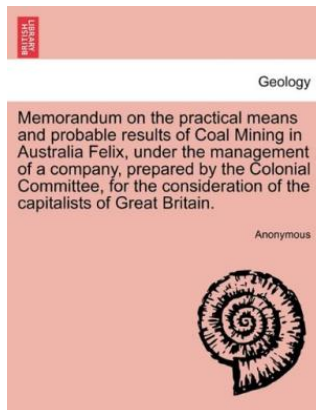 BRITISH
LIBRARY
Geology
Memorandum on the practical means
and probable results of Coal Mining in
Australia Felix, under the management
of a company, prepared by the Colonial
Committee, for the consideration of the
capitalists of Great Britain.
Anonymous